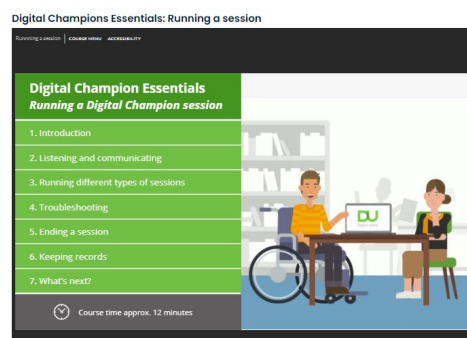 Digital Champions Essentials: Running a session
Runnning a session | COURSE MENU ACCESSIBILITY
Digital Champion Essentials
Running a Digital Champion session
1. Introduction
2. Listening and communicating
3. Running different types of sessions
4. Troubleshooting
5. Ending a session
6. Keeping records
7. What's next?
Course time approx. 12 minutes
DU